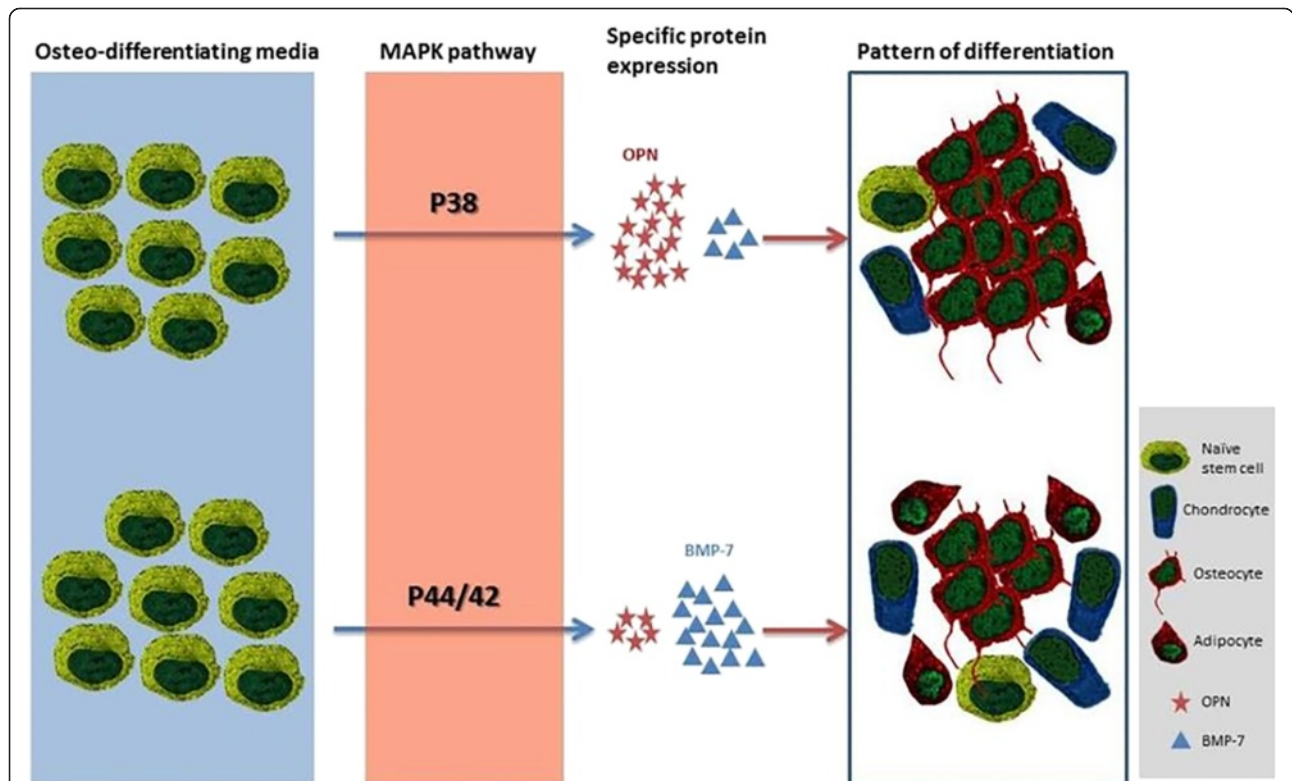 Osteo-differentiating media
MAPK pathway
Specific protein
expression
Pattern of differentiation
OPN
P38
BMP-7
P44/42
Naïve
stem cell
Chondrocyte
Osteocyte
Adipocyte
OPN
BMP-7